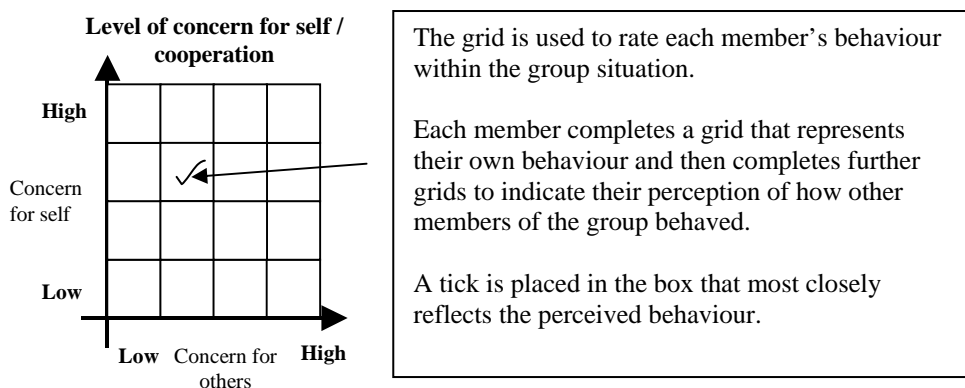 Level of concern for self /
cooperation
High
Concern
for self
Low
Low Concern for High
others
The grid is used to rate each member’s behaviour
within the group situation.
Each member completes a grid that represents
their own behaviour and then completes further
grids to indicate their perception of how other
members of the group behaved.
A tick is placed in the box that most closely
reflects the perceived behaviour.